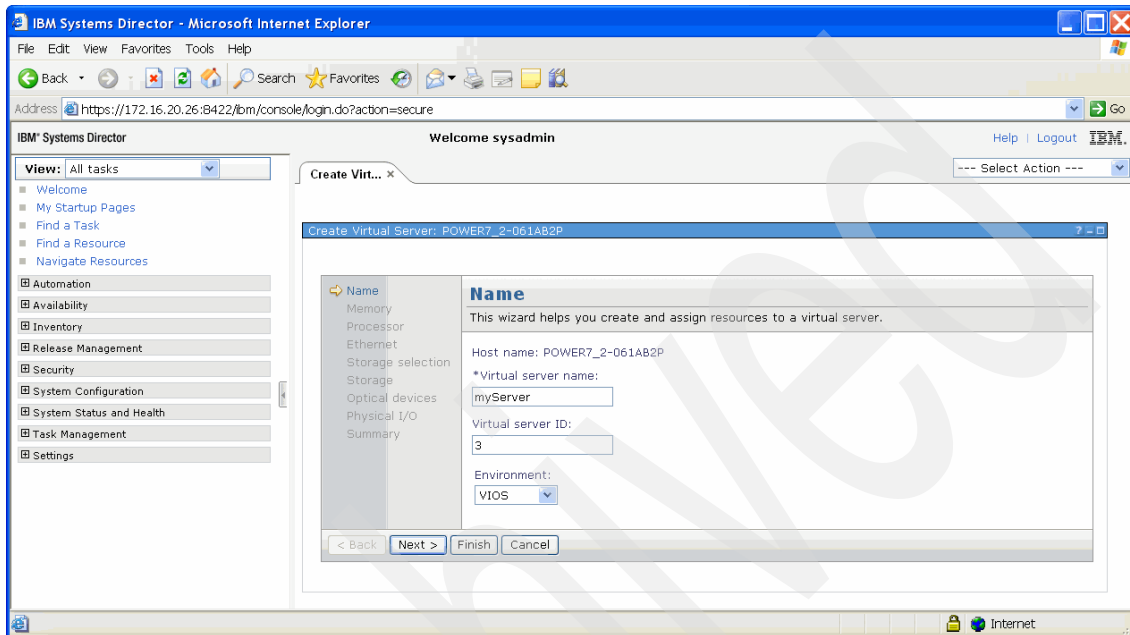 IBM Systems Director - Microsoft Internet Explorer
File Edit View Favorites Tools Help
Back Search Favorites
Address https://172.16.20.26:8422/ibm/console/login.do?action=secure Go
IBM® Systems Director Welcome sysadmin Help | Logout IBM.
View: All tasks
Create Virt... ×
--- Select Action ---
Welcome
My Startup Pages
Find a Task
Find a Resource
Navigate Resources
Automation
Availability
Inventory
Release Management
Security
System Configuration
System Status and Health
Task Management
Settings
Create Virtual Server: POWER7_2-061AB2P
Name
Memory
Processor
Ethernet
Storage selection
Storage
Optical devices
Physical I/O
Summary
Name
This wizard helps you create and assign resources to a virtual server.
Host name: POWER7_2-061AB2P
*Virtual server name:
myServer
Virtual server ID:
3
Environment:
VIOS
< Back Next > Finish Cancel
Internet